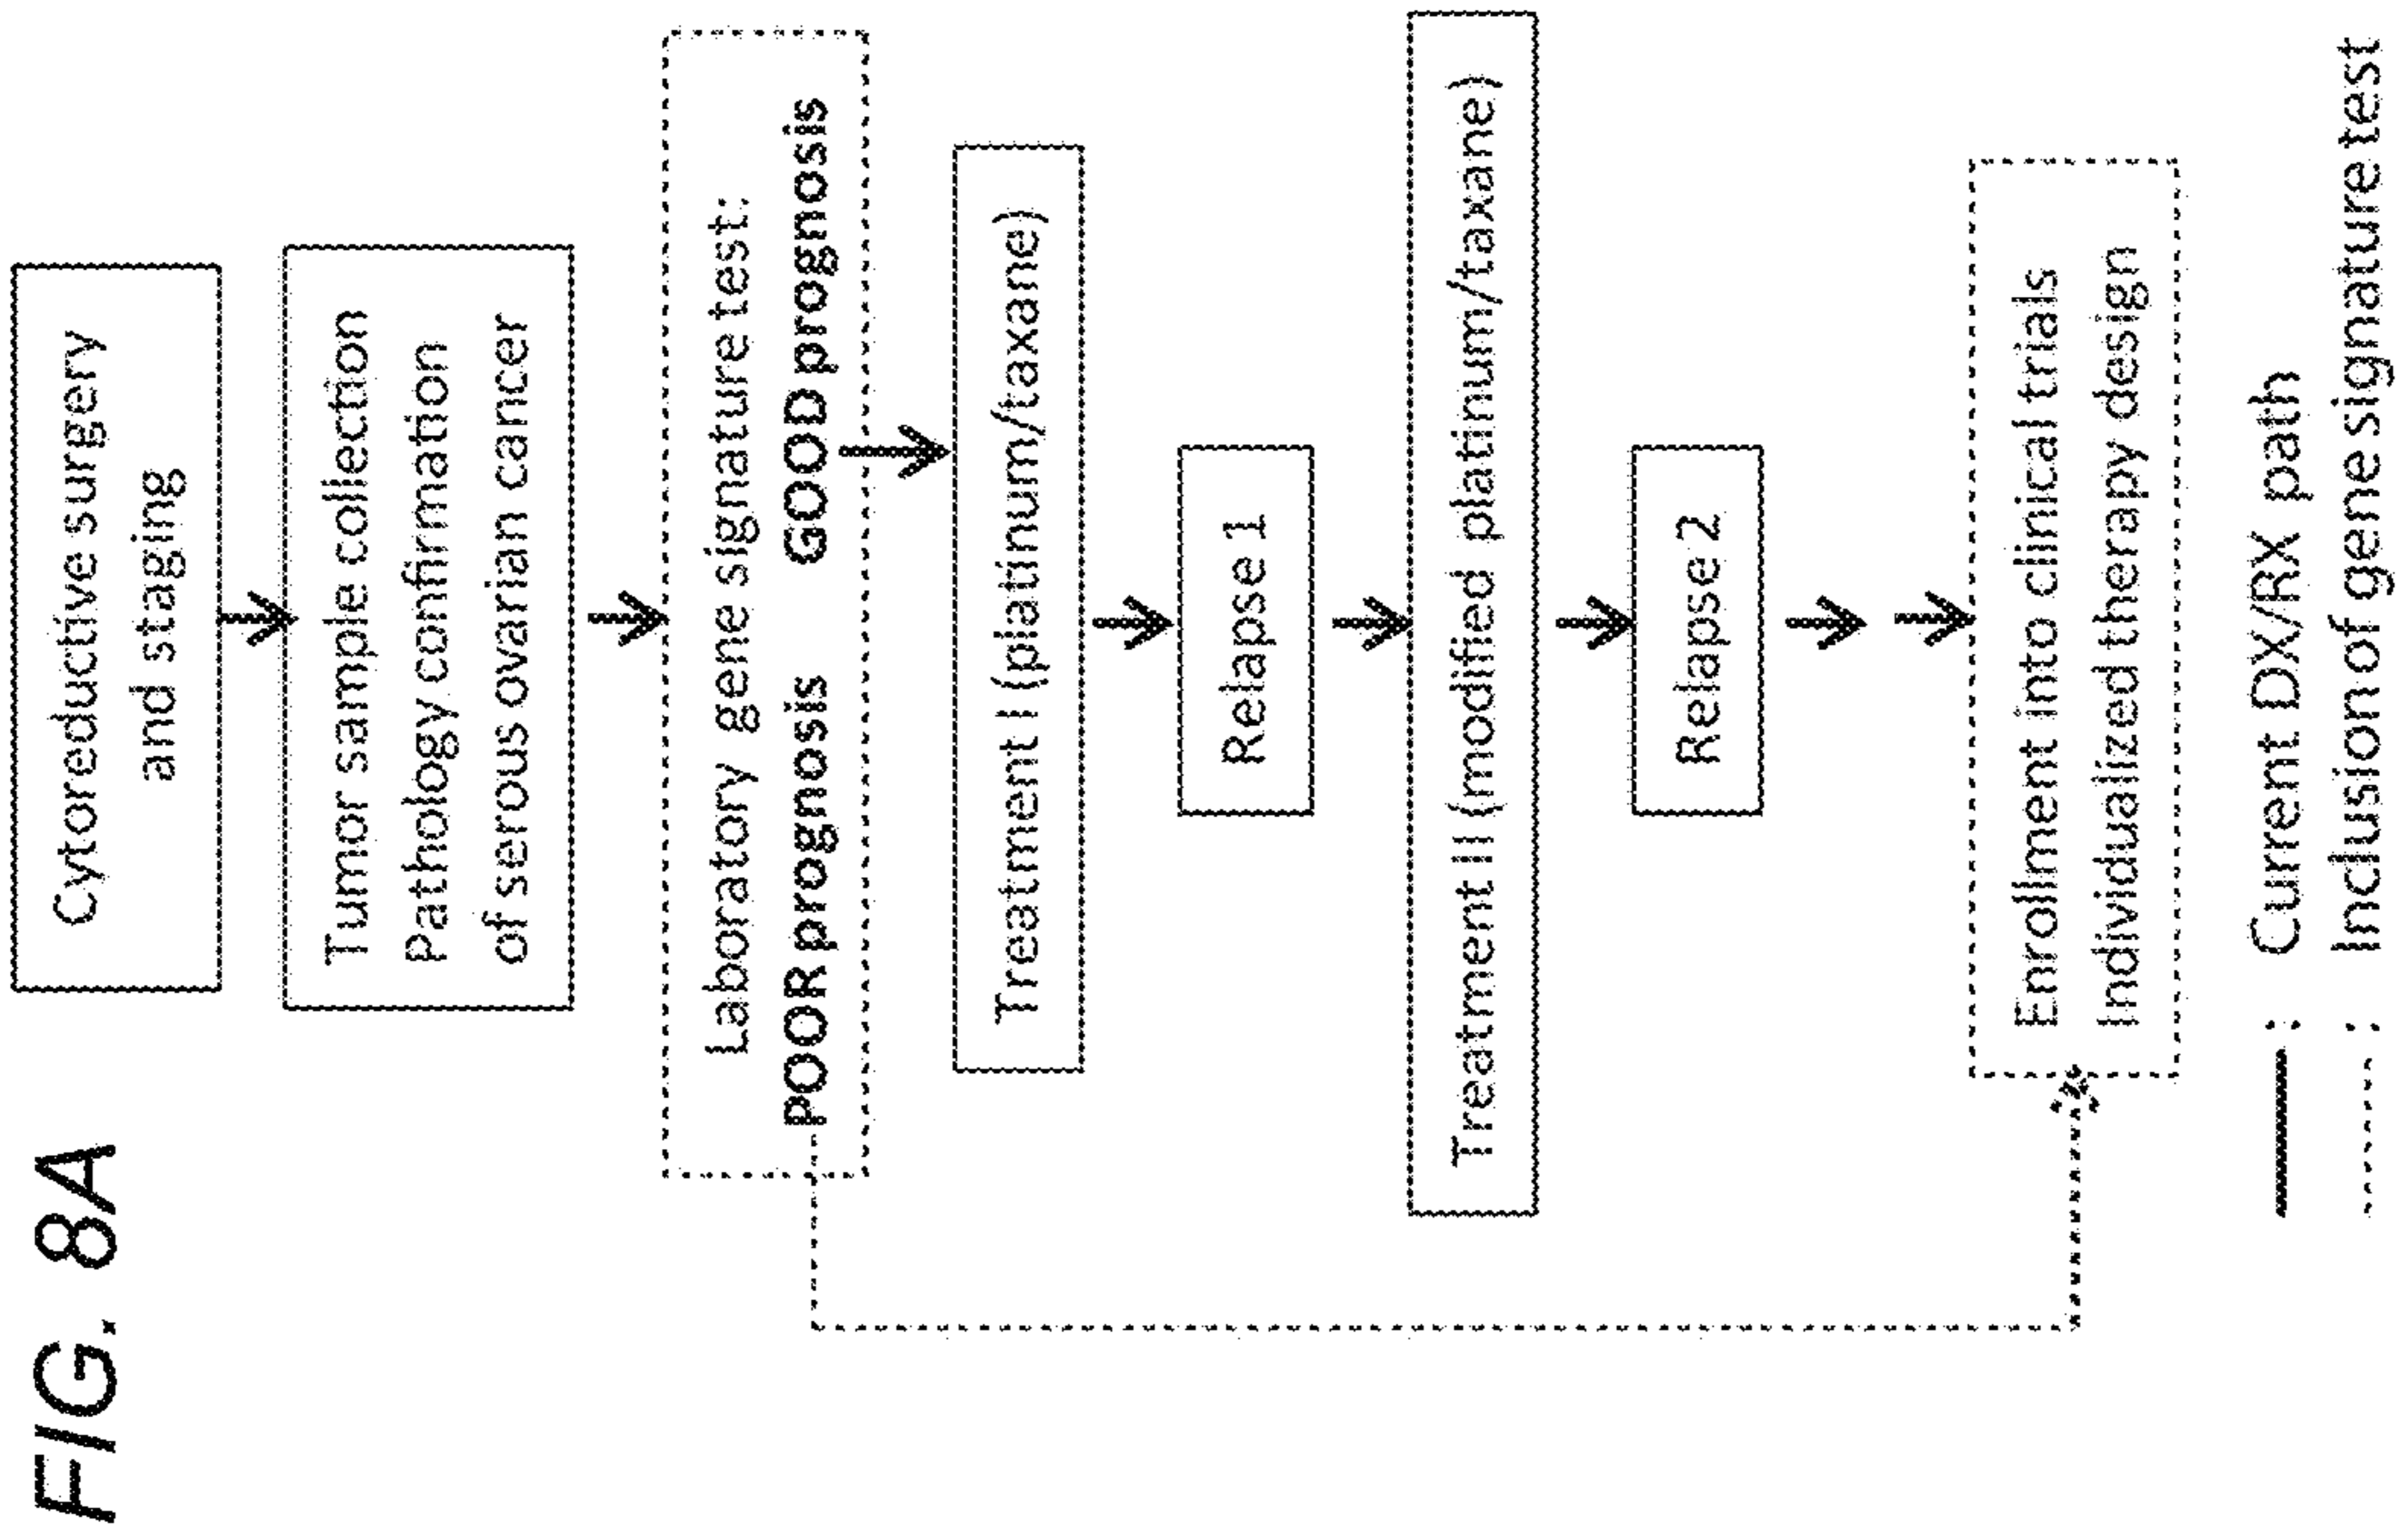 FIG. 8A
Cytoreductive surgery
and staging
Tumor sample collection
Pathology confirmation
of serous ovarian cancer
Laboratory gene signature test:
POOR prognosis GOOD prognosis
Treatment I (platinum/taxane)
Relapse 1
Treatment II (modified platinum/taxane)
Relapse 2
Enrollment into clinical trials
Individualized therapy design
: Current DX/RX path
: Inclusion of gene signature test